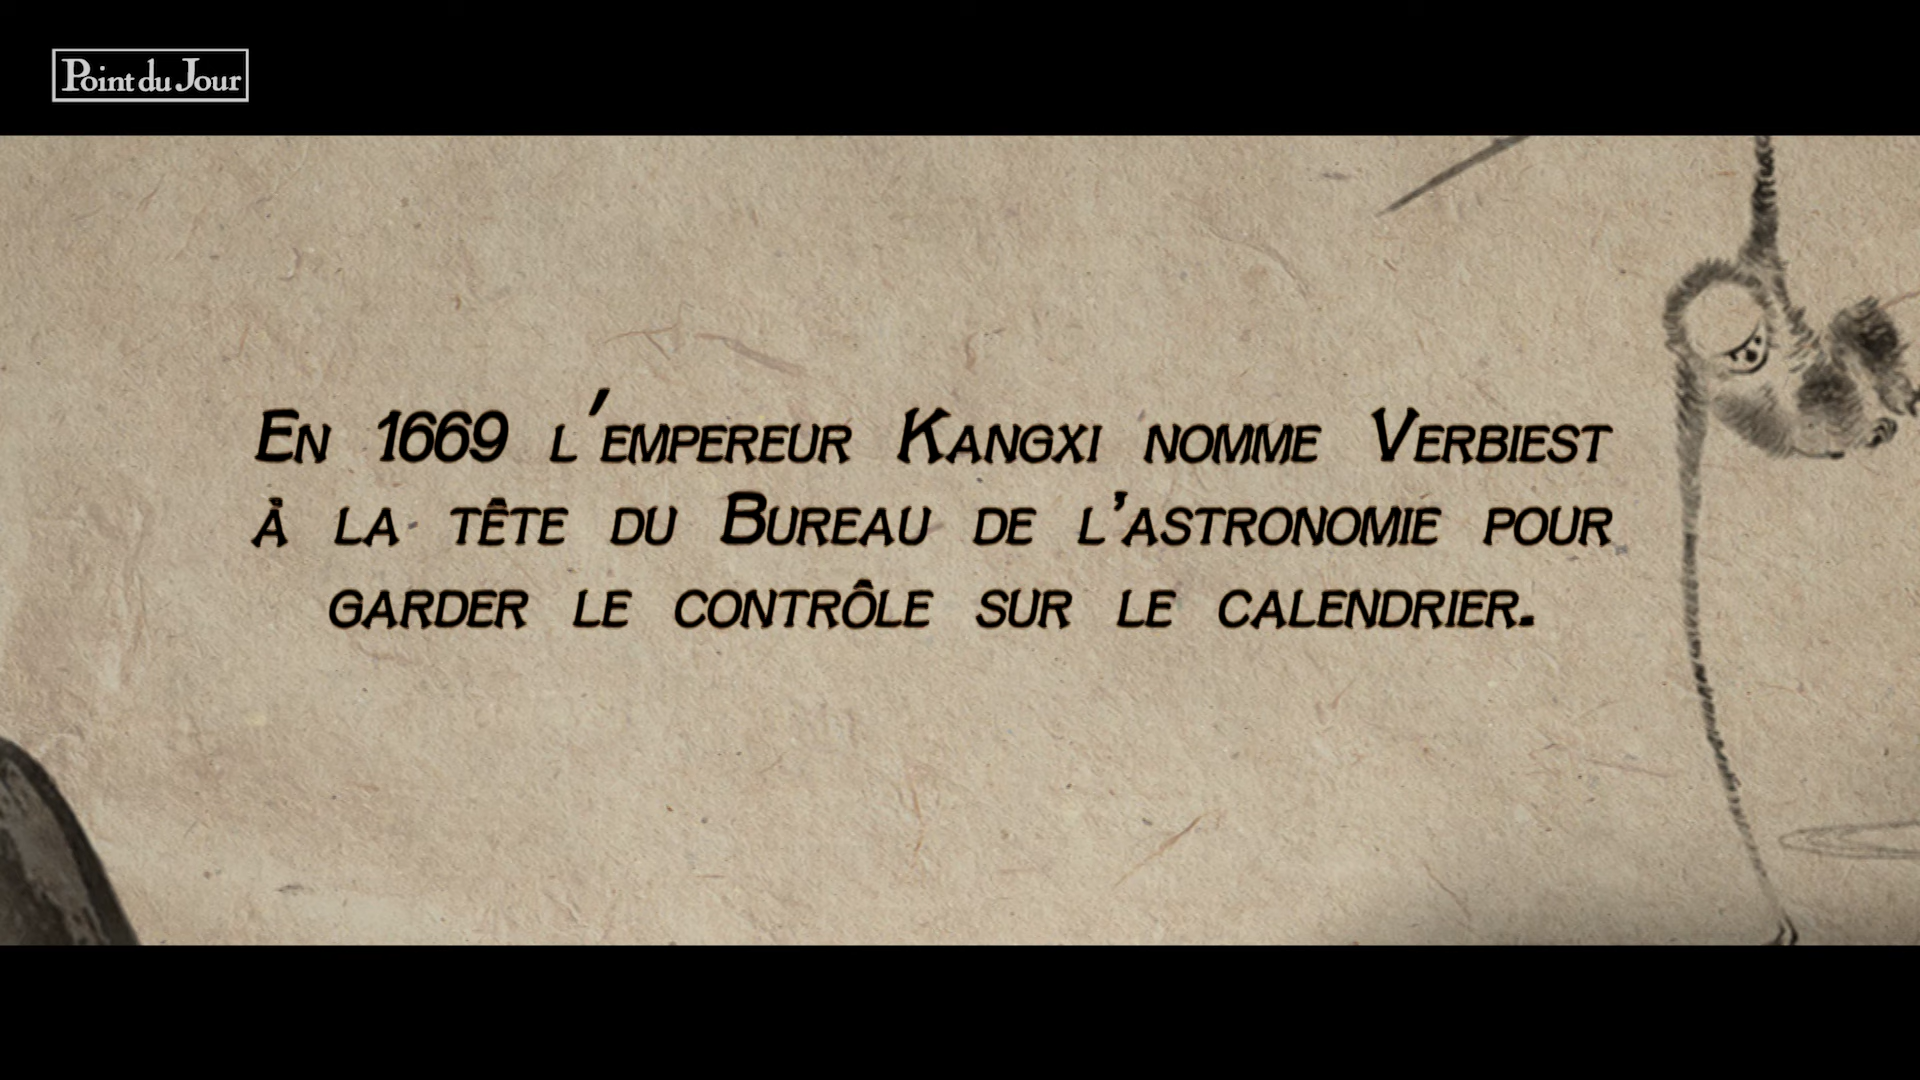 Point du Jour
En 1669 l'empereur Kangxi nomme Verbiest
à la tête du Bureau de l'astronomie pour
garder le contrôle sur le calendrier.